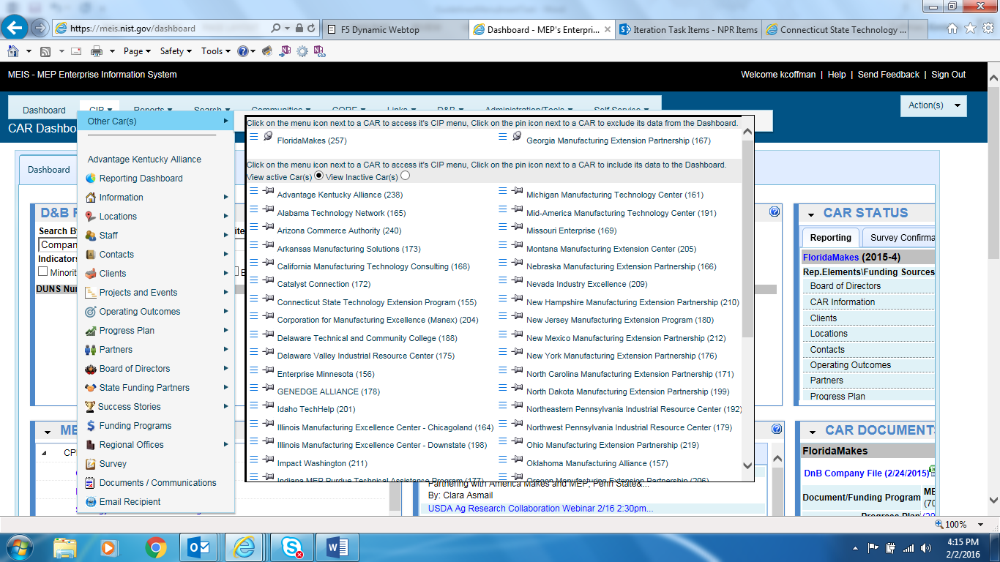 https://meis.nist.gov/dashboard
F5 Dynamic Webtop
Dashboard - MEP's Enterpri...
Iteration Task Items - NPR Items
Connecticut State Technology ...
Page Safety Tools
MEIS - MEP Enterprise Information System
Welcome kcoffman | Help | Send Feedback | Sign Out
Dashboard CIP Reports Search Communities CORE Links D&B Administration/Tools Self Service
Action(s)
CAR Dashbo
Other Car(s)
Advantage Kentucky Alliance
Reporting Dashboard
Information
Locations
Staff
Contacts
Clients
Projects and Events
Operating Outcomes
Progress Plan
Partners
Board of Directors
State Funding Partners
Success Stories
Funding Programs
Regional Offices
Survey
Documents / Communications
Email Recipient
Click on the menu icon next to a CAR to access it's CIP menu, Click on the pin icon next to a CAR to exclude its data from the Dashboard.
FloridaMakes (257)
Georgia Manufacturing Extension Partnership (167)
Click on the menu icon next to a CAR to access it's CIP menu, Click on the pin icon next to a CAR to include its data to the Dashboard.
View active Car(s) View Inactive Car(s)
Advantage Kentucky Alliance (238)
Alabama Technology Network (165)
Arizona Commerce Authority (240)
Arkansas Manufacturing Solutions (173)
California Manufacturing Technology Consulting (168)
Catalyst Connection (172)
Connecticut State Technology Extension Program (155)
Corporation for Manufacturing Excellence (Manex) (204)
Delaware Technical and Community College (188)
Delaware Valley Industrial Resource Center (175)
Enterprise Minnesota (156)
GENEDGE ALLIANCE (178)
Idaho TechHelp (201)
Illinois Manufacturing Excellence Center - Chicagoland (164)
Illinois Manufacturing Excellence Center - Downstate (198)
Impact Washington (211)
Indiana MEP Purdue Technical Assistance Program (177)
Michigan Manufacturing Technology Center (161)
Mid-America Manufacturing Technology Center (191)
Missouri Enterprise (169)
Montana Manufacturing Extension Center (205)
Nebraska Manufacturing Extension Partnership (166)
Nevada Industry Excellence (209)
New Hampshire Manufacturing Extension Partnership (210)
New Jersey Manufacturing Extension Program (180)
New Mexico Manufacturing Extension Partnership (212)
New York Manufacturing Extension Partnership (176)
North Carolina Manufacturing Extension Partnership (171)
North Dakota Manufacturing Extension Partnership (199)
Northeastern Pennsylvania Industrial Resource Center (192)
Northwest Pennsylvania Industrial Resource Center (179)
Ohio Manufacturing Extension Partnership (219)
Oklahoma Manufacturing Alliance (157)
Oregon Manufacturing Extension Partnership (206)
Dashboard
D&B
Search B
Compan
Indicators
Minorit
DUNS Nu
ME
CP
Partnering with America Makes and MEP, Penn State&...
By: Clara Asmail
USDA Ag Research Collaboration Webinar 2/16 2:30pm...
CAR STATUS
Reporting
Survey Confirma
FloridaMakes (2015-4)
Rep.Elements\Funding Sources
Board of Directors
CAR Information
Clients
Locations
Contacts
Operating Outcomes
Partners
Progress Plan
CAR DOCUMENT
FloridaMakes
DnB Company File (2/24/2015)
Document/Funding Program
ME
(70
Progress Plan
100%
4:15 PM
2/2/2016